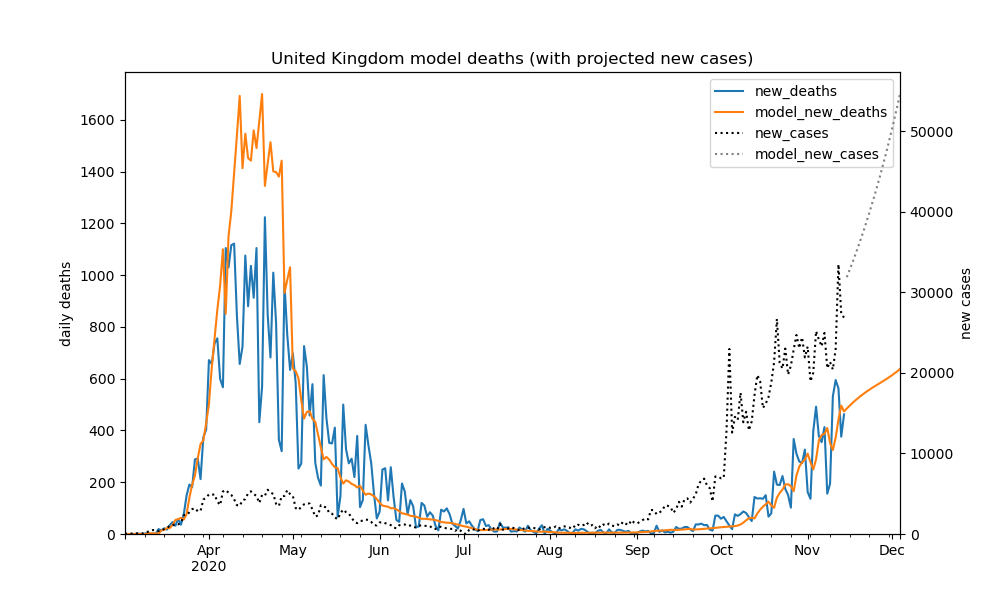 United Kingdom model deaths (with projected new cases)
new_deaths
model_new_deaths
new_cases
model_new_cases
daily deaths
1600
1400
1200
1000
800
600
400
200
0
new cases
50000
40000
30000
20000
10000
0
Apr May Jun Jul Aug Sep Oct Nov Dec
2020